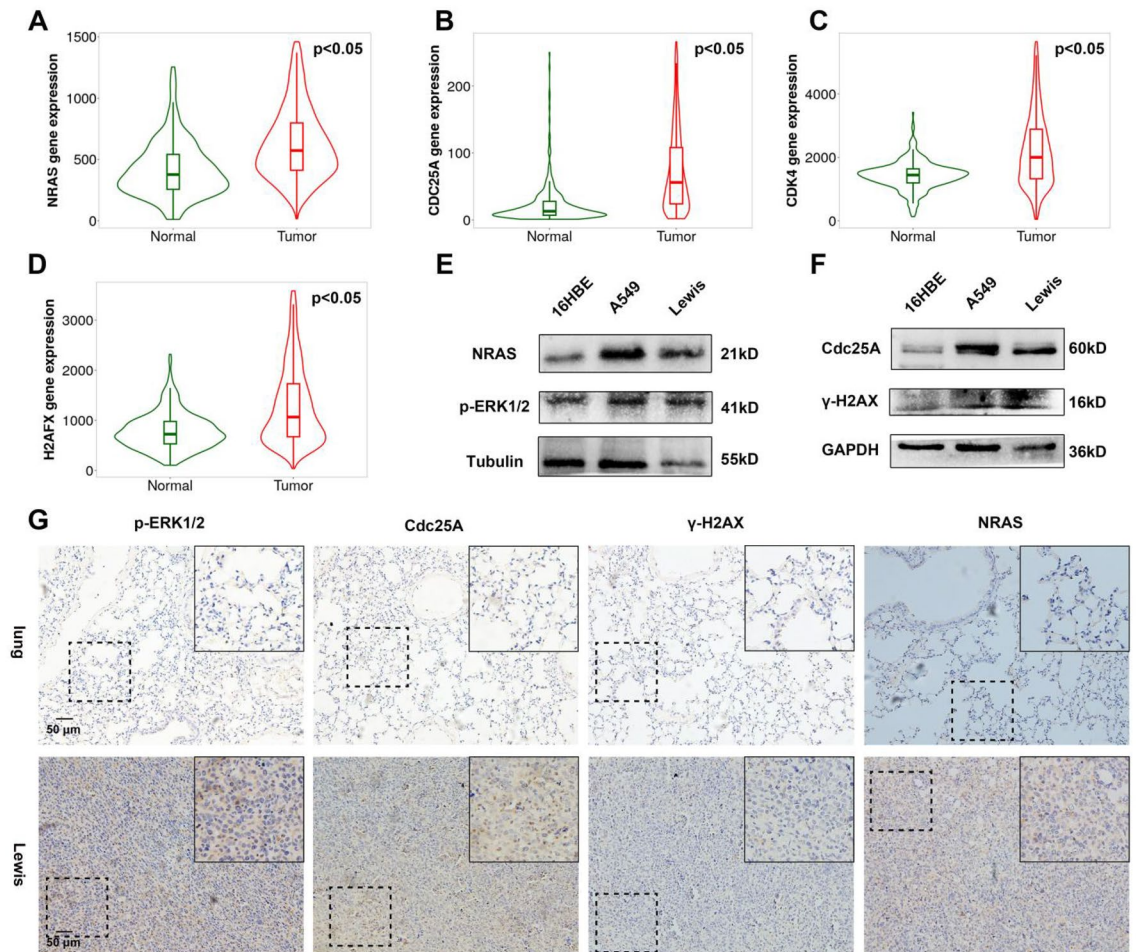 A
NRAS gene expression
1500
1000
500
0
p<0.05
Normal
Tumor
B
CDC25A gene expression
200
100
0
p<0.05
Normal
Tumor
C
CDK4 gene expression
4000
2000
0
p<0.05
Normal
Tumor
D
H2AFX gene expression
3000
2000
1000
0
p<0.05
Normal
Tumor
E
16HBE A549 Lewis
NRAS 21kD
p-ERK1/2 41kD
Tubulin 55kD
F
16HBE A549 Lewis
Cdc25A 60kD
γ-H2AX 16kD
GAPDH 36kD
G
p-ERK1/2 Cdc25A γ-H2AX NRAS
lung
50 μm
Lewis
50 μm